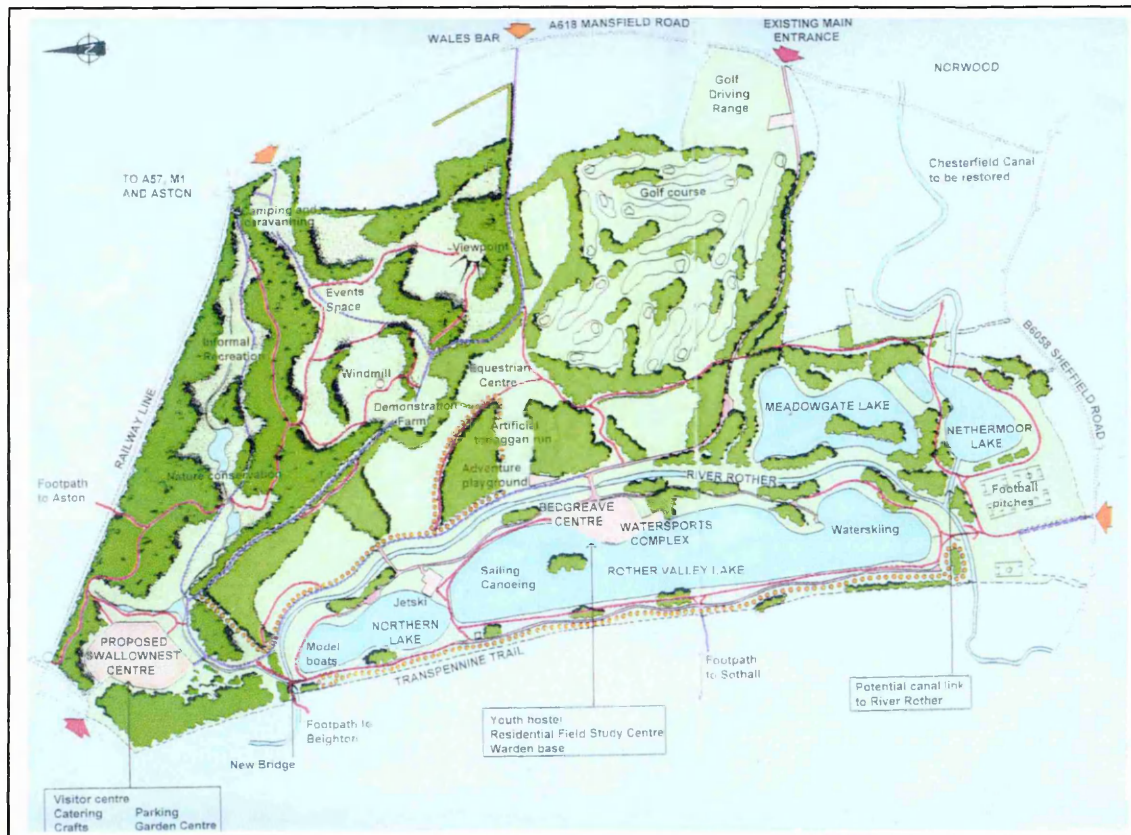 A618 MANSFIELD ROAD
WALES BAR
EXISTING MAIN
ENTRANCE
NORWOOD
Golf
Driving
Range
TO A57, M1
AND ASTON
Chesterfield Canal
to be restored
Camping and
caravanning
Golf course
Viewpoint
Events
Space
Informal
Recreation
Windmill
Equestrian
Centre
B6058 SHEFFIELD ROAD
RAILWAY LINE
Demonstration
Farm
Artificial
toboggan run
MEADOWGATE LAKE
NETHERMOOR
LAKE
Nature conservation
Adventure
playground
RIVER ROTHER
Footpath
to Aston
Football
pitches
BEDGREAVE
CENTRE
WATERSPORTS
COMPLEX
Waterskiing
Sailing
Canoeing
ROTHER VALLEY LAKE
Jetski
NORTHERN
LAKE
PROPOSED
SWALLOWNEST
CENTRE
Model
boats
TRANSPENNINE TRAIL
Footpath
to Sothall
Potential canal link
to River Rother
Footpath to
Beighton
Youth hostel
Residential Field Study Centre
Warden base
New Bridge
Visitor centre
Catering Parking
Crafts Garden Centre